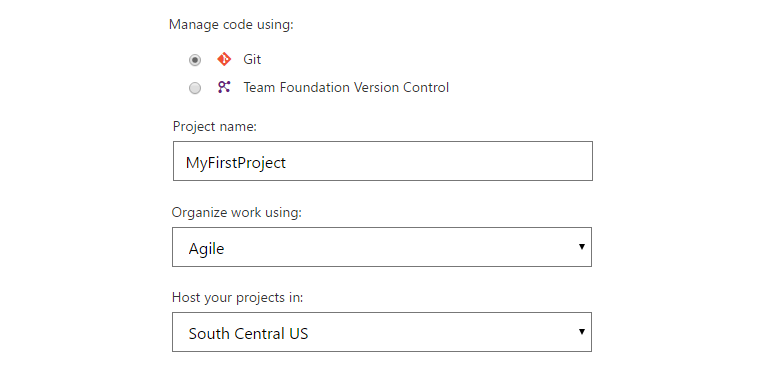 Manage code using:
Git
Team Foundation Version Control
Project name:
MyFirstProject
Organize work using:
Agile
Host your projects in:
South Central US